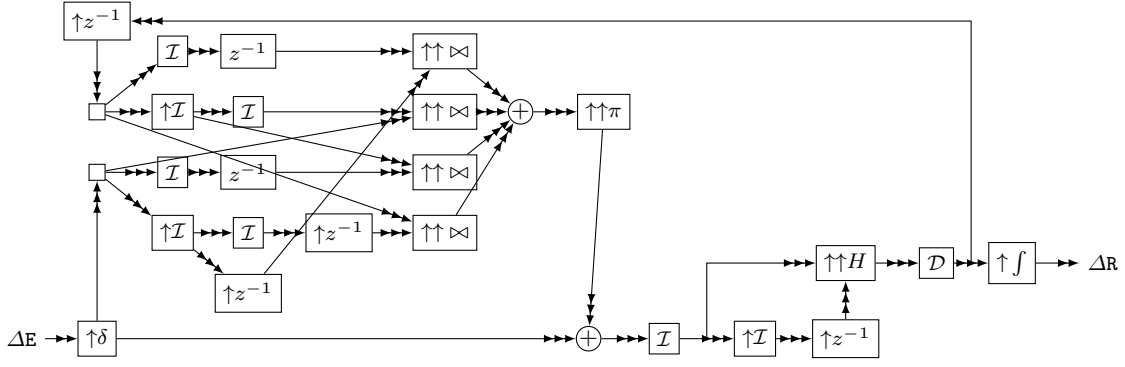 ↑z⁻¹
ℐ z⁻¹ ↑↑ ⋈
↑ℐ ℐ ↑↑ ⋈ + ↑↑π
ℐ z⁻¹ ↑↑ ⋈
↑ℐ ℐ ↑z⁻¹ ↑↑ ⋈
↑↑H 𝒟 ↑∫ ΔR
↑z⁻¹
ΔE ↑δ + ℐ ↑ℐ ↑z⁻¹